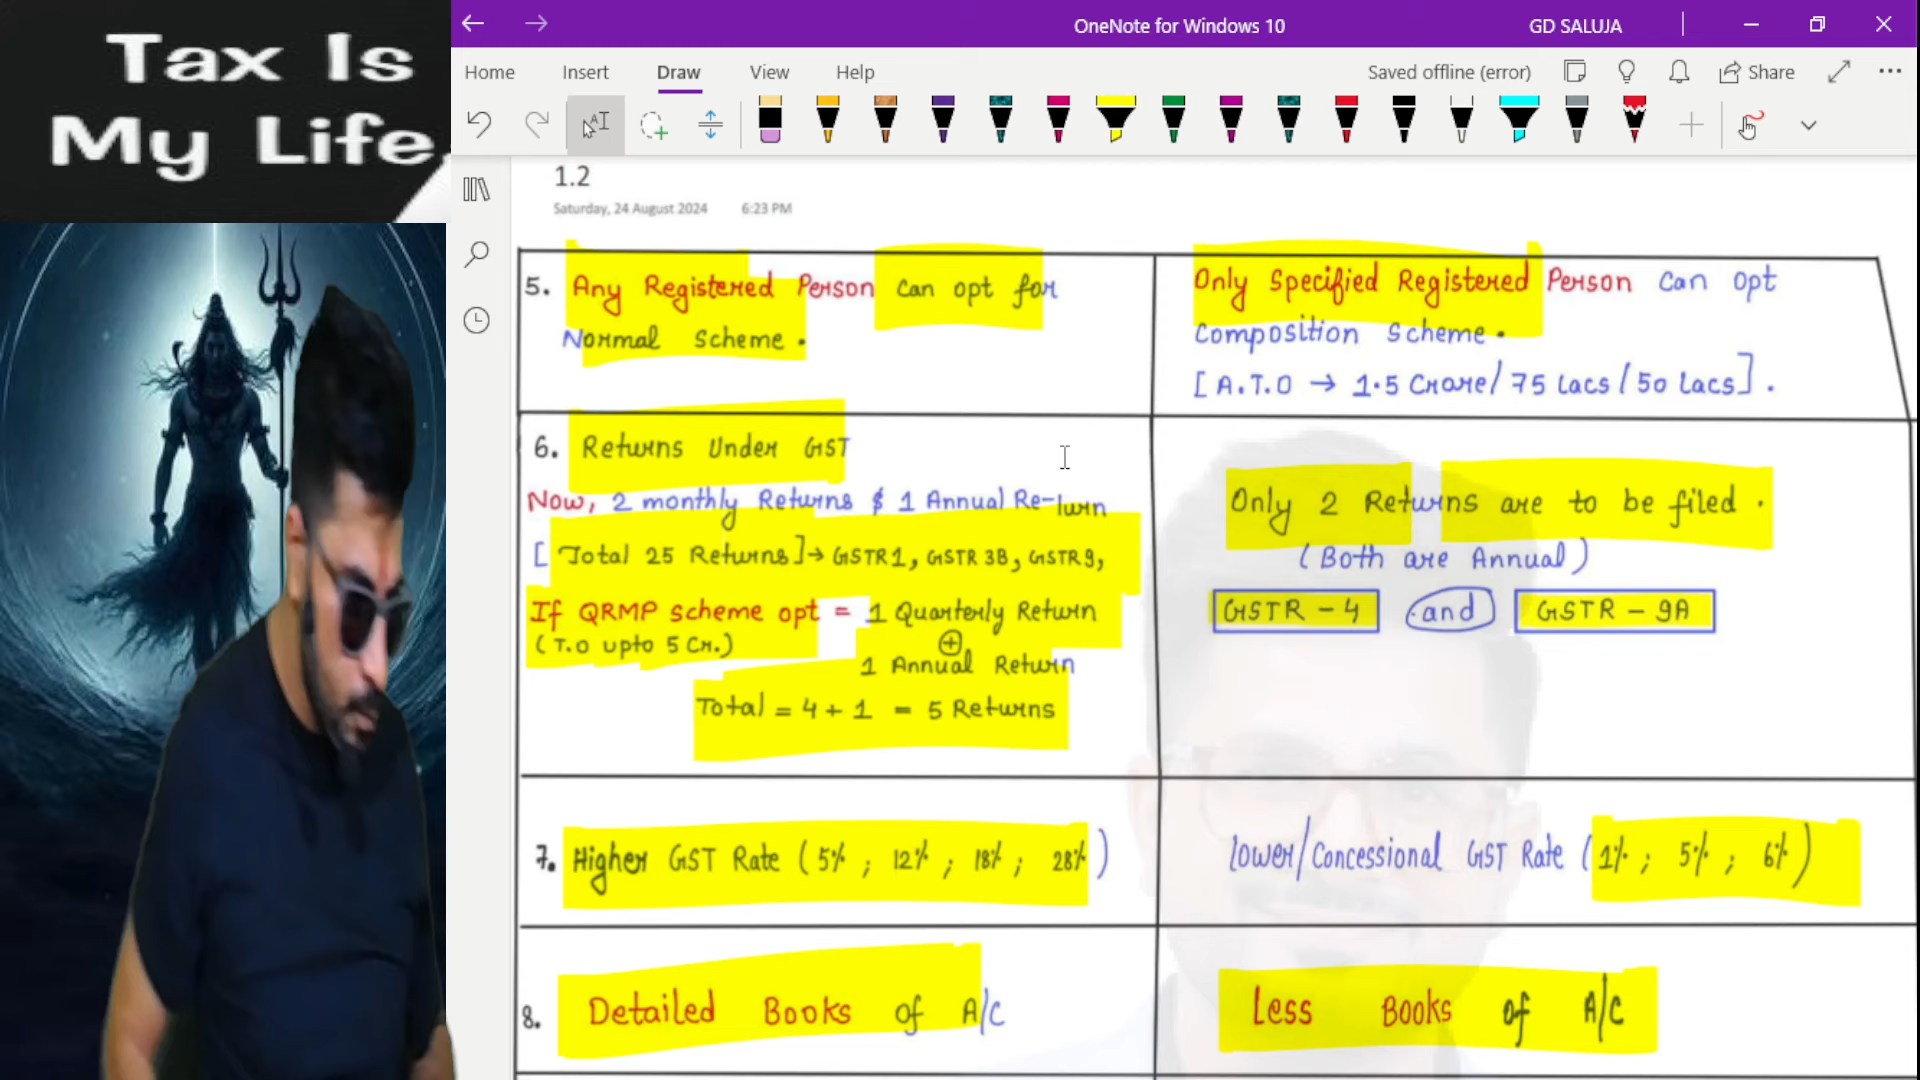 Tax Is
My Life.
OneNote for Windows 10
GD SALUJA
Home Insert Draw View Help
Saved offline (error)
Share
1.2
Saturday, 24 August 2024 6:23 PM
5. Any Registered Person Can opt for
Normal Scheme.
Only Specified Registered Person Can Opt
Composition Scheme.
[A.T.O → 1.5 Crore/ 75 Lacs/50 Lacs].
6. Returns Under GST
Now, 2 monthly Returns & 1 Annual Re-turn
[ Total 25 Returns]→ GSTR1, GSTR 3B, GSTR9,
If QRMP scheme opt = 1 Quarterly Return
(T.O upto 5 Cr.) +
1 Annual Return
Total = 4 + 1 = 5 Returns
Only 2 Returns are to be filed.
(Both are Annual)
GSTR - 4 and GSTR - 9A
7. Higher GST Rate (5% ; 12% ; 18% ; 28%)
Lower/Concessional GST Rate (1% ; 5% ; 6%)
8. Detailed Books of A/C
Less Books of A/C